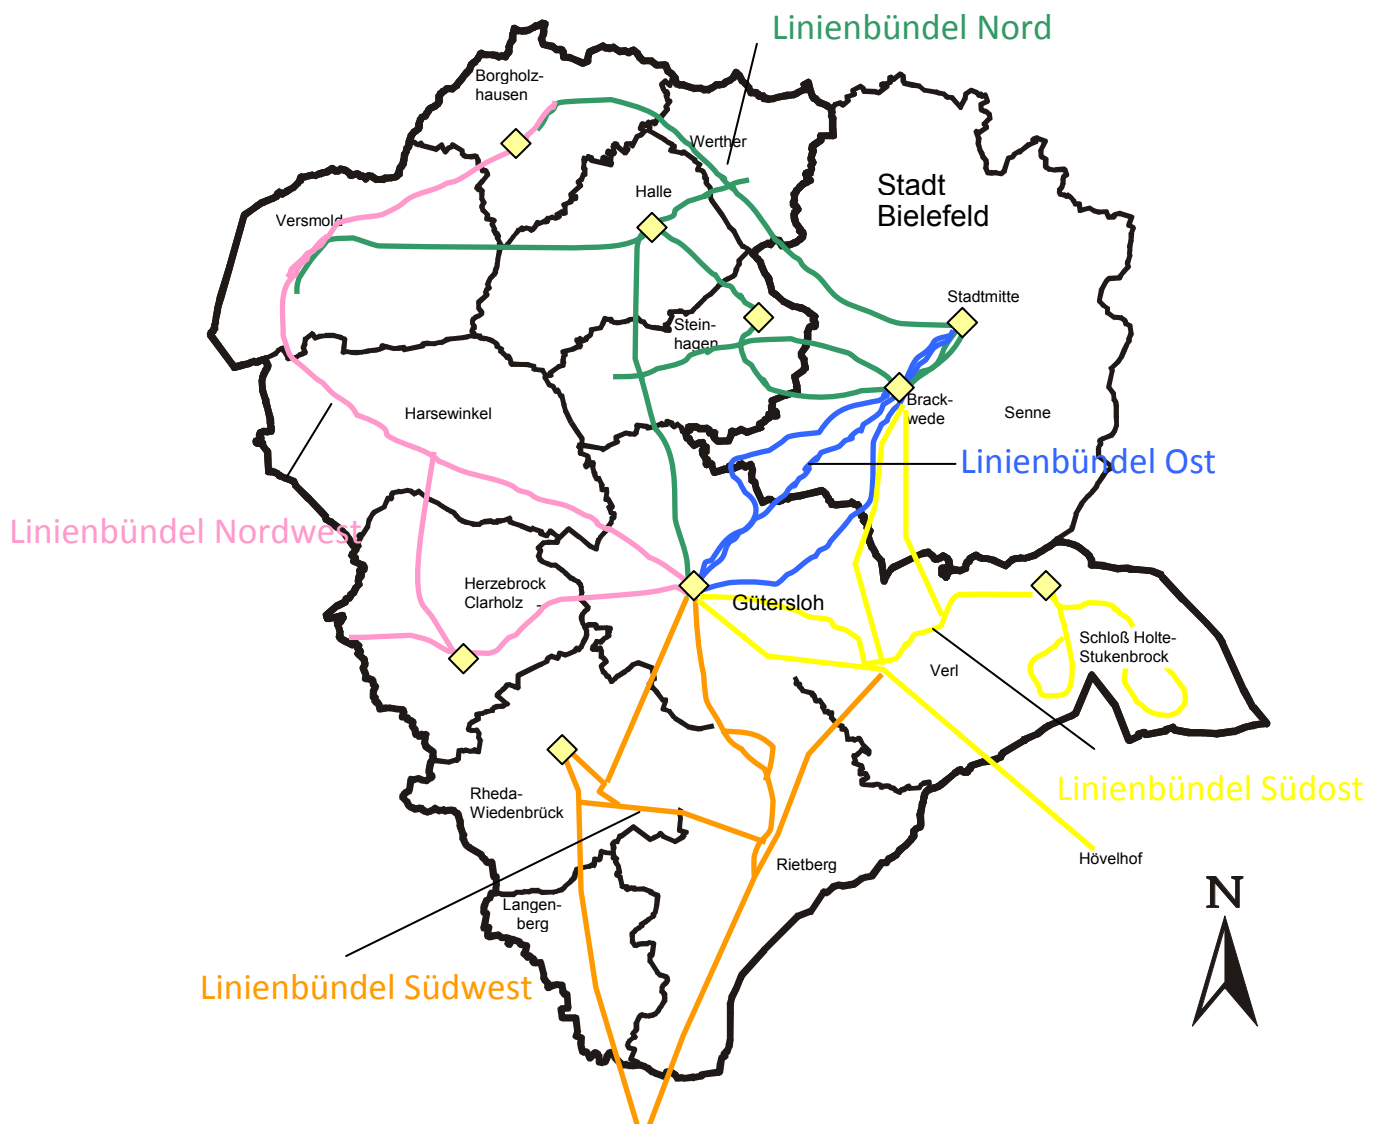 Linienbündel Nord
Borgholz-
hausen
Werther
Halle
Stadt
Bielefeld
Versmold
Stadtmitte
Stein-
hagen
Brack-
wede
Senne
Harsewinkel
Linienbündel Ost
Linienbündel Nordwest
Herzebrock
Clarholz
Gütersloh
Schloß Holte-
Stukenbrock
Verl
Linienbündel Südost
Rheda-
Wiedenbrück
Rietberg
Hövelhof
N
Langen-
berg
Linienbündel Südwest